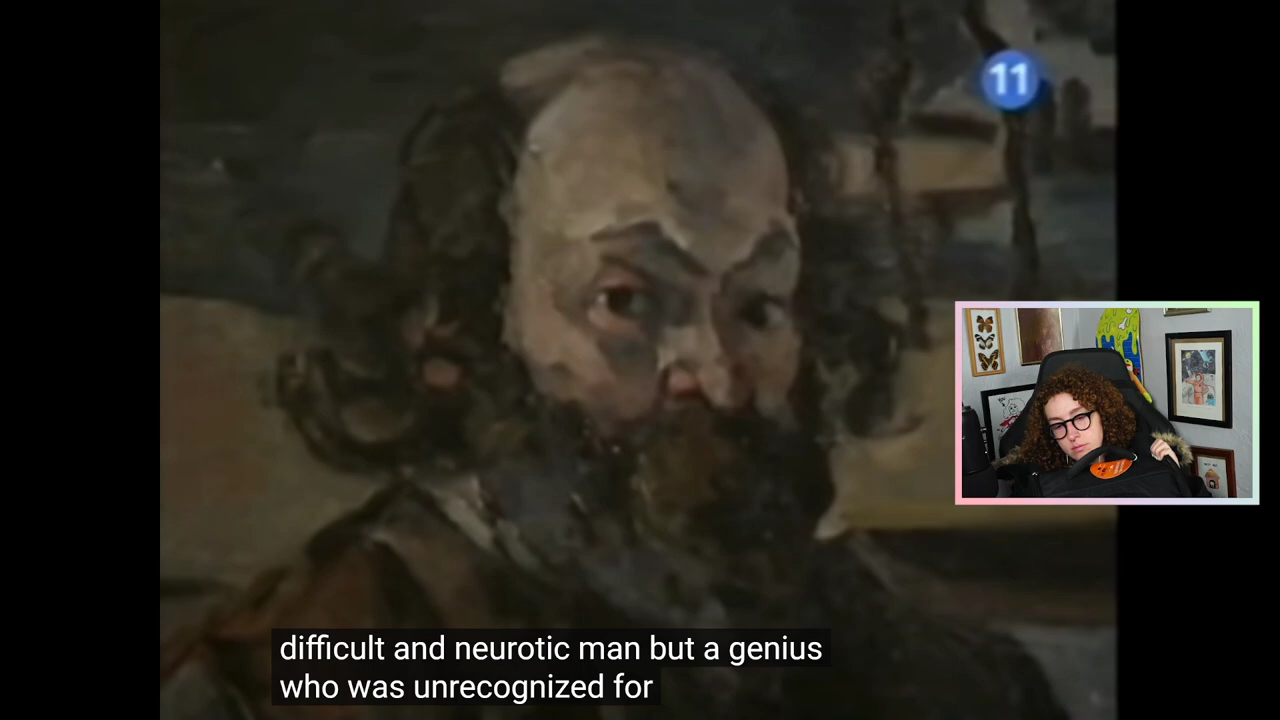 11
difficult and neurotic man but a genius
who was unrecognized for